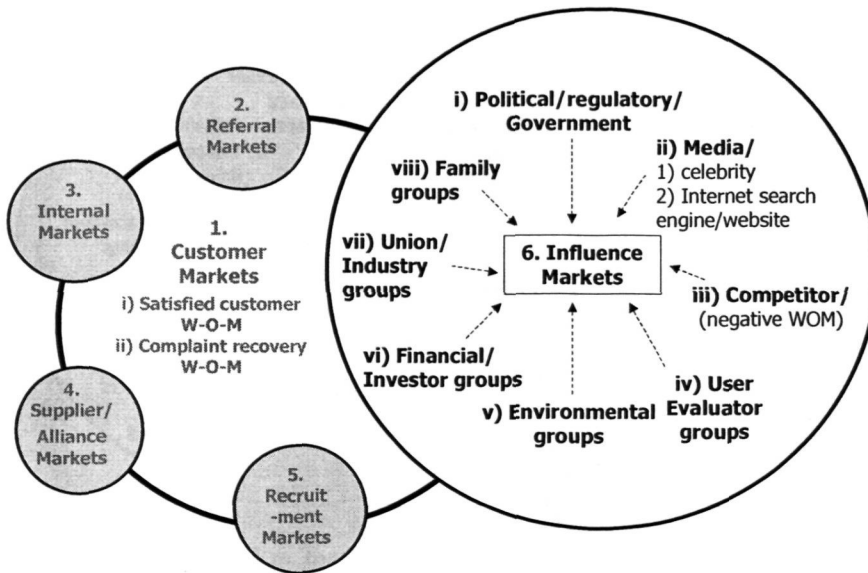 1.
Customer
Markets
i) Satisfied customer
W-O-M
ii) Complaint recovery
W-O-M
2.
Referral
Markets
3.
Internal
Markets
4.
Supplier/
Alliance
Markets
5.
Recruit
-ment
Markets
6. Influence
Markets
i) Political/regulatory/
Government
ii) Media/
1) celebrity
2) Internet search
engine/website
iii) Competitor/
(negative WOM)
iv) User
Evaluator
groups
v) Environmental
groups
vi) Financial/
Investor groups
vii) Union/
Industry
groups
viii) Family
groups